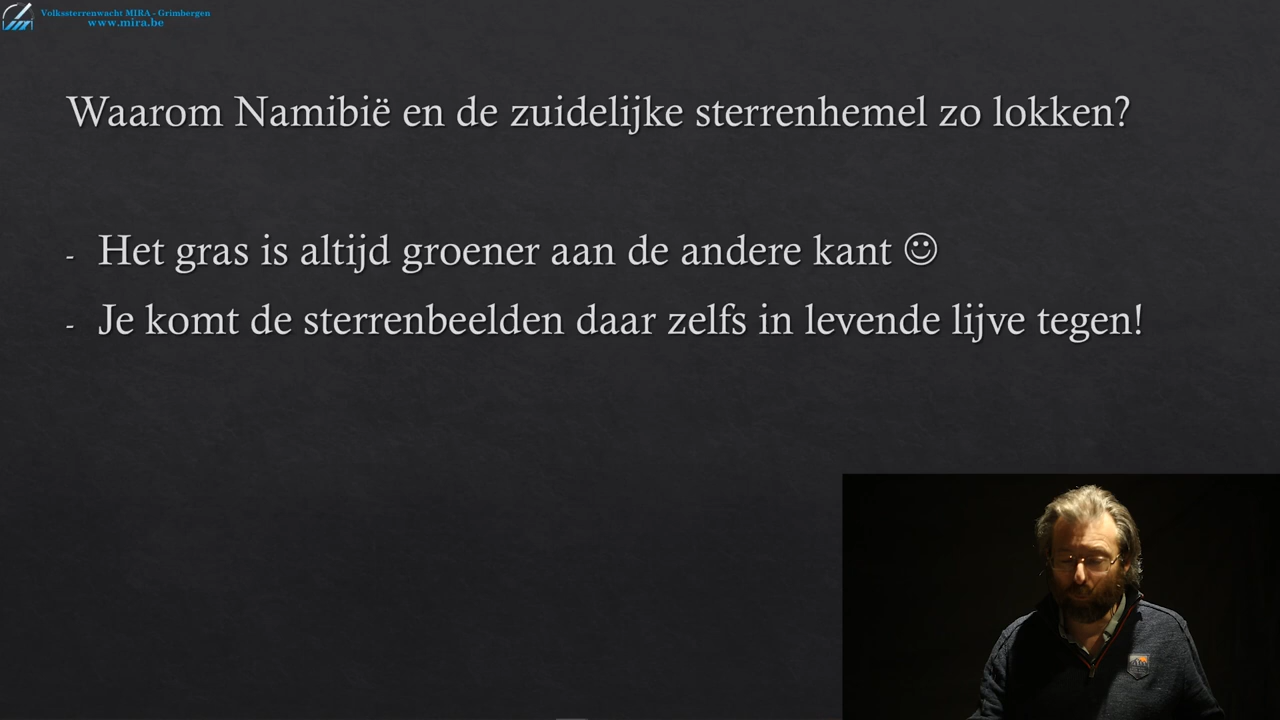 Volkssterrenwacht MIRA - Grimbergen
www.mira.be
Waarom Namibië en de zuidelijke sterrenhemel zo lokken?
- Het gras is altijd groener aan de andere kant ☺
- Je komt de sterrenbeelden daar zelfs in levende lijve tegen!